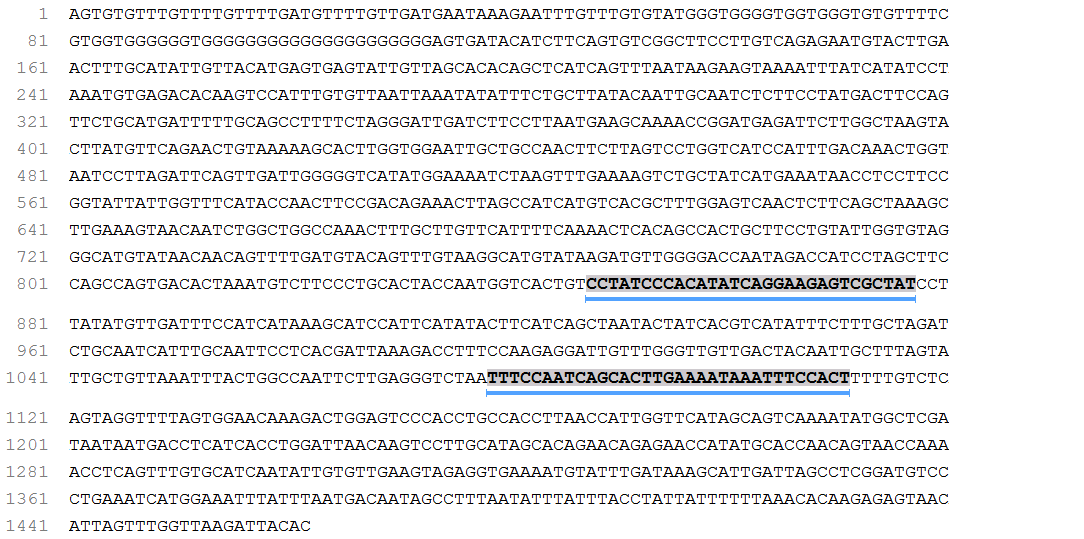 1 AGTGTGTTTGTTTTGTTTTGATGTTTTGTTGATGAATAAAGAATTTGTTTGTGTATGGGTGGGGTGGTGGGTGTGTTTTC
81 GTGGTGGGGGGTGGGGGGGGGGGGGGGGGGGGGAGTGATACATCTTCAGTGTCGGCTTCCTTGTCAGAGAATGTACTTGA
161 ACTTTGCATATTGTTACATGAGTGAGTATTGTTAGCACACAGCTCATCAGTTTAATAAGAAGTAAAATTTATCATATCCT
241 AAATGTGAGACACAAGTCCATTTGTGTTAATTAAATATATTTCTGCTTATACAATTGCAATCTCTTCCTATGACTTCCAG
321 TTCTGCATGATTTTTGCAGCCTTTTCTAGGGATTGATCTTCCTTAATGAAGCAAAACCGGATGAGATTCTTGGCTAAGTA
401 CTTATGTTCAGAACTGTAAAAAGCACTTGGTGGAATTGCTGCCAACTTCTTAGTCCTGGTCATCCATTTGACAAACTGGT
481 AATCCTTAGATTCAGTTGATTGGGGGTCATATGGAAAATCTAAGTTTGAAAAGTCTGCTATCATGAAATAACCTCCTTCC
561 GGTATTATTGGTTTCATACCAACTTCCGACAGAAACTTAGCCATCATGTCACGCTTTGGAGTCAACTCTTCAGCTAAAGC
641 TTGAAAGTAACAATCTGGCTGGCCAAACTTTGCTTGTTCATTTTCAAAACTCACAGCCACTGCTTCCTGTATTGGTGTAG
721 GGCATGTATAACAACAGTTTTGATGTACAGTTTGTAAGGCATGTATAAGATGTTGGGGACCAATAGACCATCCTAGCTTC
801 CAGCCAGTGACACTAAATGTCTTCCCTGCACTACCAATGGTCACTGTCCTATCCCACATATCAGGAAGAGTCGCTATCCT
881 TATATGTTGATTTCCATCATAAAGCATCCATTCATATACTTCATCAGCTAATACTATCACGTCATATTTCTTTGCTAGAT
961 CTGCAATCATTTGCAATTCCTCACGATTAAAGACCTTTCCAAGAGGATTGTTTGGGTTGTTGACTACAATTGCTTTAGTA
1041 TTGCTGTTAAATTTACTGGCCAATTCTTGAGGGTCTAATTTCCAATCAGCACTTGAAAATAAATTTCCACTTTTTGTCTC
1121 AGTAGGTTTTAGTGGAACAAAGACTGGAGTCCCACCTGCCACCTTAACCATTGGTTCATAGCAGTCAAAATATGGCTCGA
1201 TAATAATGACCTCATCACCTGGATTAACAAGTCCTTGCATAGCACAGAACAGAGAACCATATGCACCAACAGTAACCAAA
1281 ACCTCAGTTTGTGCATCAATATTGTGTTGAAGTAGAGGTGAAAATGTATTTGATAAAGCATTGATTAGCCTCGGATGTCC
1361 CTGAAATCATGGAAATTTATTTAATGACAATAGCCTTTAATATTTATTTACCTATTATTTTTTAAACACAAGAGAGTAAC
1441 ATTAGTTTGGTTAAGATTACAC